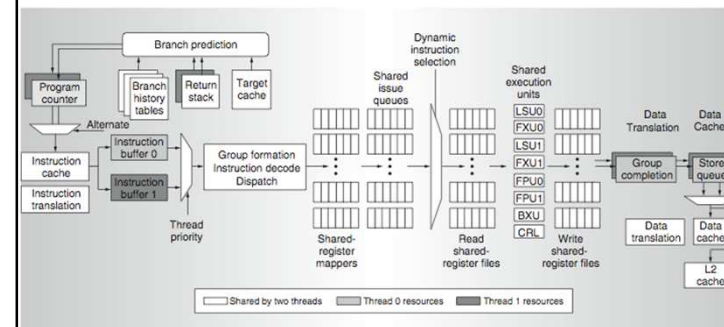 Branch prediction
Program
counter
Branch
history
tables
Return
stack
Target
cache
Alternate
Instruction
cache
Instruction
translation
Instruction
buffer 0
Instruction
buffer 1
Thread
priority
Group formation
Instruction decode
Dispatch
Shared-
register
mappers
Shared
issue
queues
Dynamic
instruction
selection
Read
shared-
register files
Shared
execution
units
LSU0
FXU0
LSU1
FXU1
FPU0
FPU1
BXU
CRL
Write
shared-
register files
Data
Translation
Group
completion
Data
Cache
Store
queue
Data
translation
Data
cache
L2
cache
Shared by two threads
Thread 0 resources
Thread 1 resources